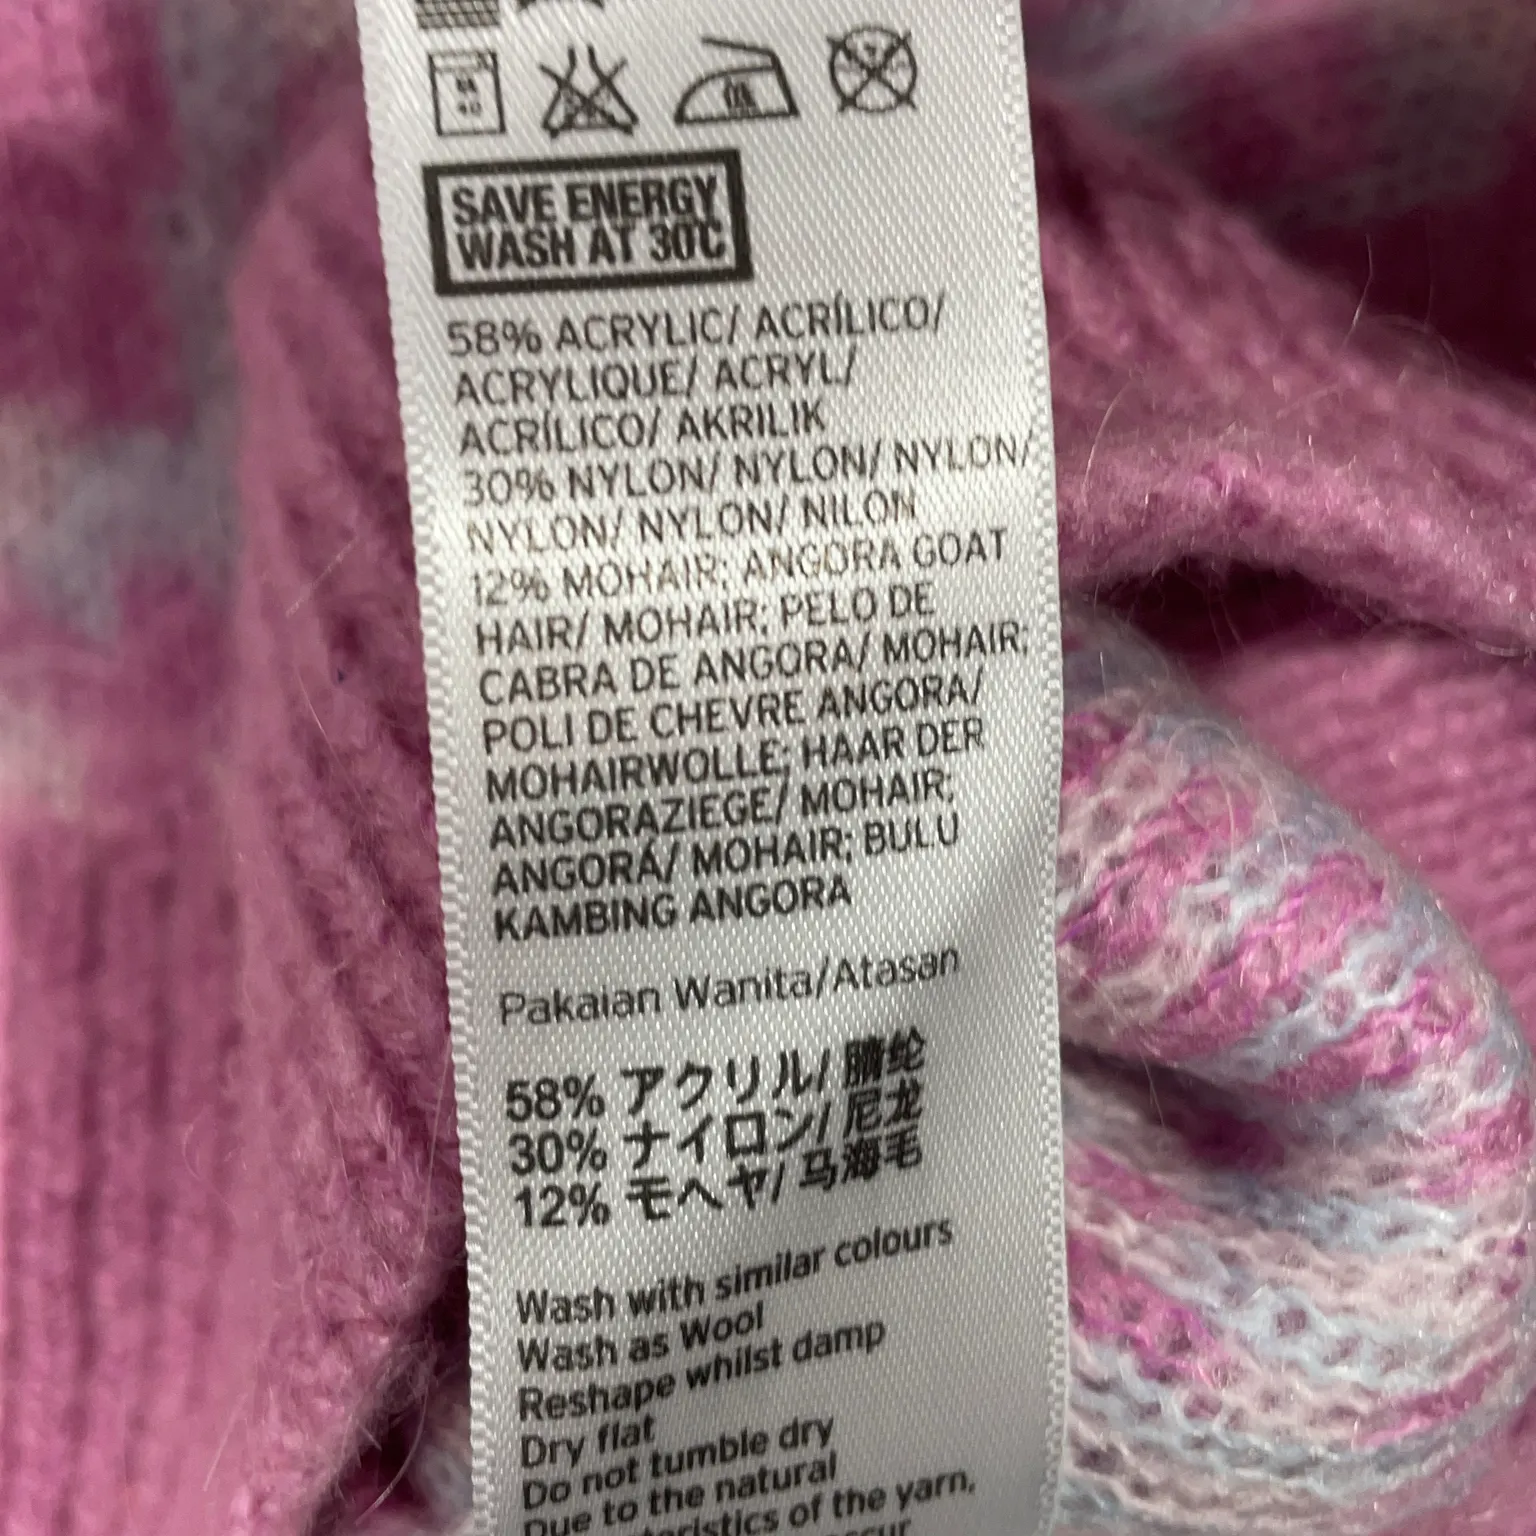 SAVE ENERGY
WASH AT 30°C
58% ACRYLIC/ ACRÍLICO/
ACRYLIQUE/ ACRYL/
ACRÍLICO/ AKRILIK
30% NYLON/ NYLON/ NYLON/
NYLON/ NYLON/ NILON
12% MOHAIR; ANGORA GOAT
HAIR/ MOHAIR; PELO DE
CABRA DE ANGORA/ MOHAIR;
POLI DE CHEVRE ANGORA/
MOHAIRWOLLE; HAAR DER
ANGORAZIEGE/ MOHAIR;
ANGORÁ/ MOHAIR; BULU
KAMBING ANGORA
Pakaian Wanita/Atasan
58% アクリル/ 腈纶
30% ナイロン/ 尼龙
12% モヘヤ/ 马海毛
Wash with similar colours
Wash as Wool
Reshape whilst damp
Dry flat
Do not tumble dry
Due to the natural
of the yarn,